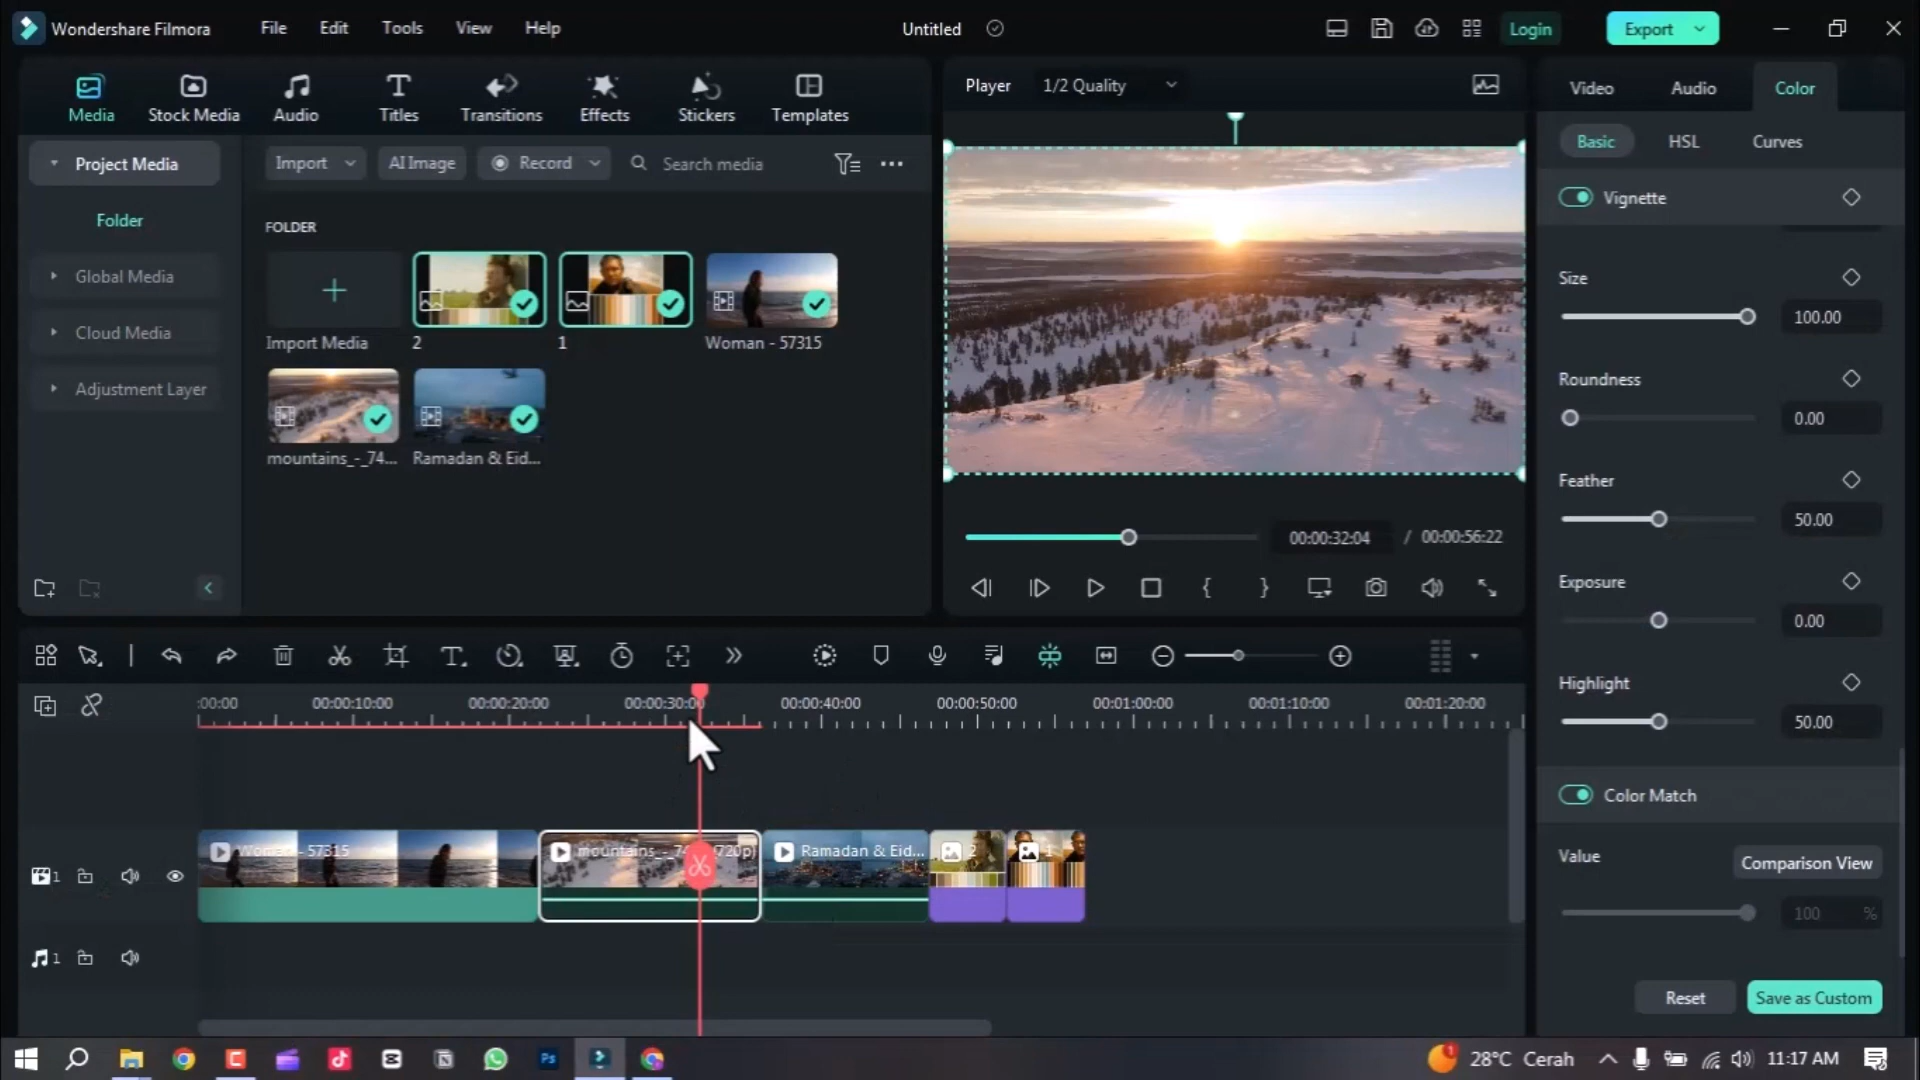 Wondershare Filmora File Edit Tools View Help Untitled Login Export
Media Stock Media Audio Titles Transitions Effects Stickers Templates
Player 1/2 Quality
Video Audio Color
Project Media
Folder
Global Media
Cloud Media
Adjustment Layer
Import AI Image Record Search media
FOLDER
Import Media 2 1 Woman - 57315
mountains_-_74... Ramadan & Eid...
00:00:32:04 / 00:00:56:22
Basic HSL Curves
Vignette
Size
100.00
Roundness
0.00
Feather
50.00
Exposure
0.00
Highlight
50.00
Color Match
Value Comparison View
100 %
Reset Save as Custom
:00:00 00:00:10:00 00:00:20:00 00:00:30:00 00:00:40:00 00:00:50:00 00:01:00:00 00:01:10:00 00:01:20:00
Woman - 57315 mountains_-_74 (720p) Ramadan & Eid... 2 1
1
1
Ps 1 28°C Cerah 11:17 AM